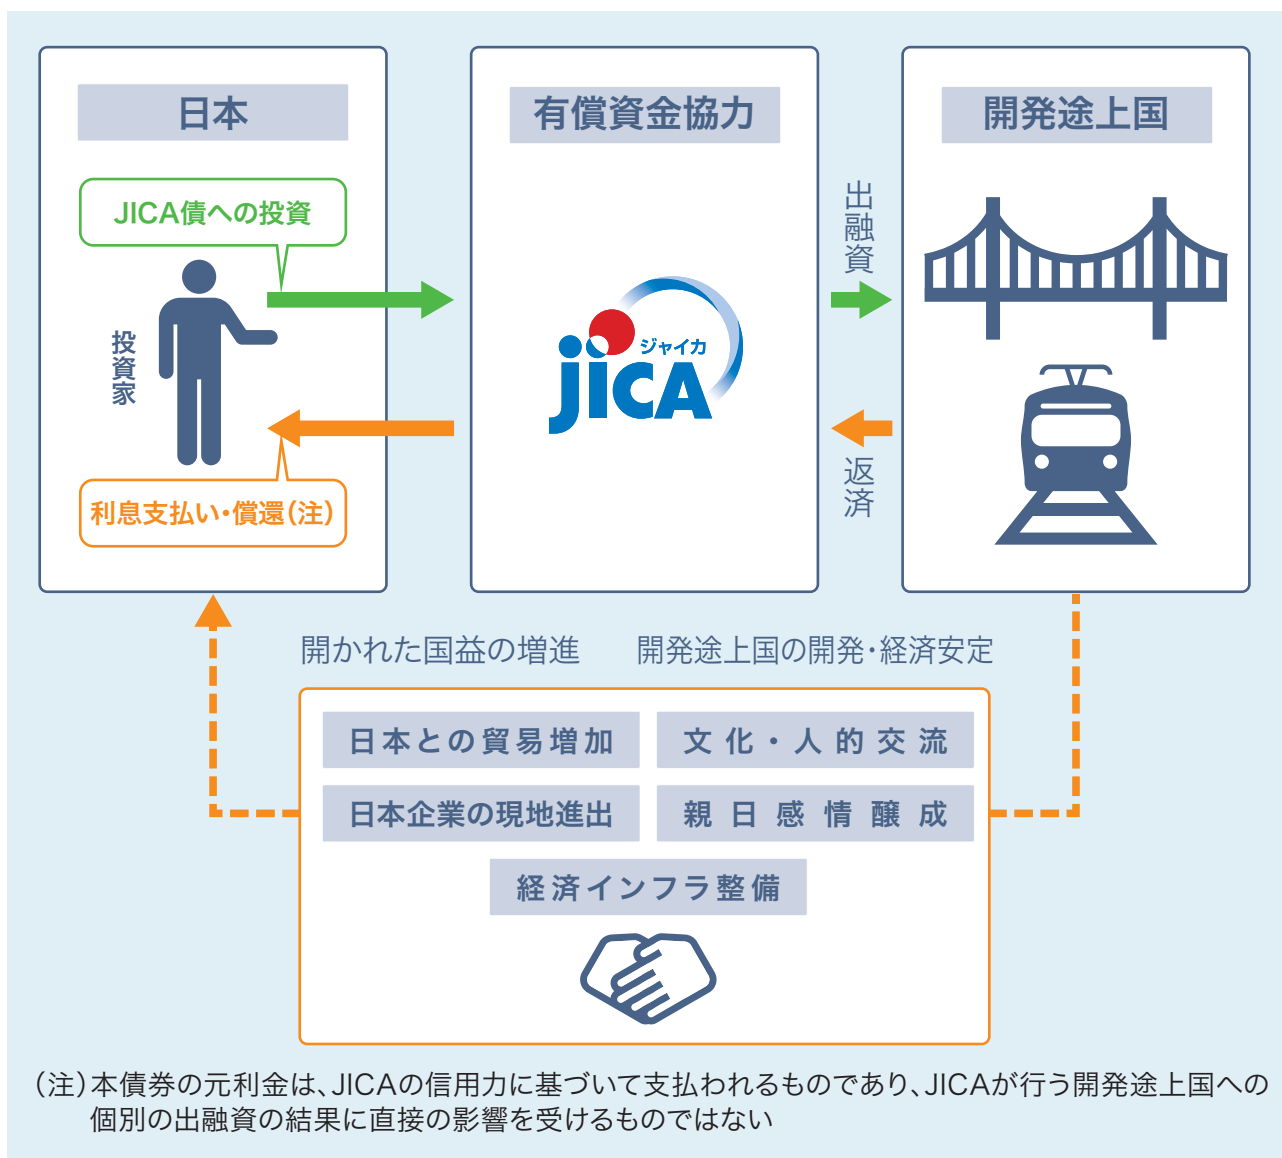 日本
有償資金協力
開発途上国
JICA債への投資
出融資
投資家
ジャイカ
JICA
利息支払い・償還(注)
返済
開かれた国益の増進
開発途上国の開発・経済安定
日本との貿易増加
文化・人的交流
日本企業の現地進出
親日感情醸成
経済インフラ整備
(注)本債券の元利金は、JICAの信用力に基づいて支払われるものであり、JICAが行う開発途上国への
個別の出融資の結果に直接の影響を受けるものではない